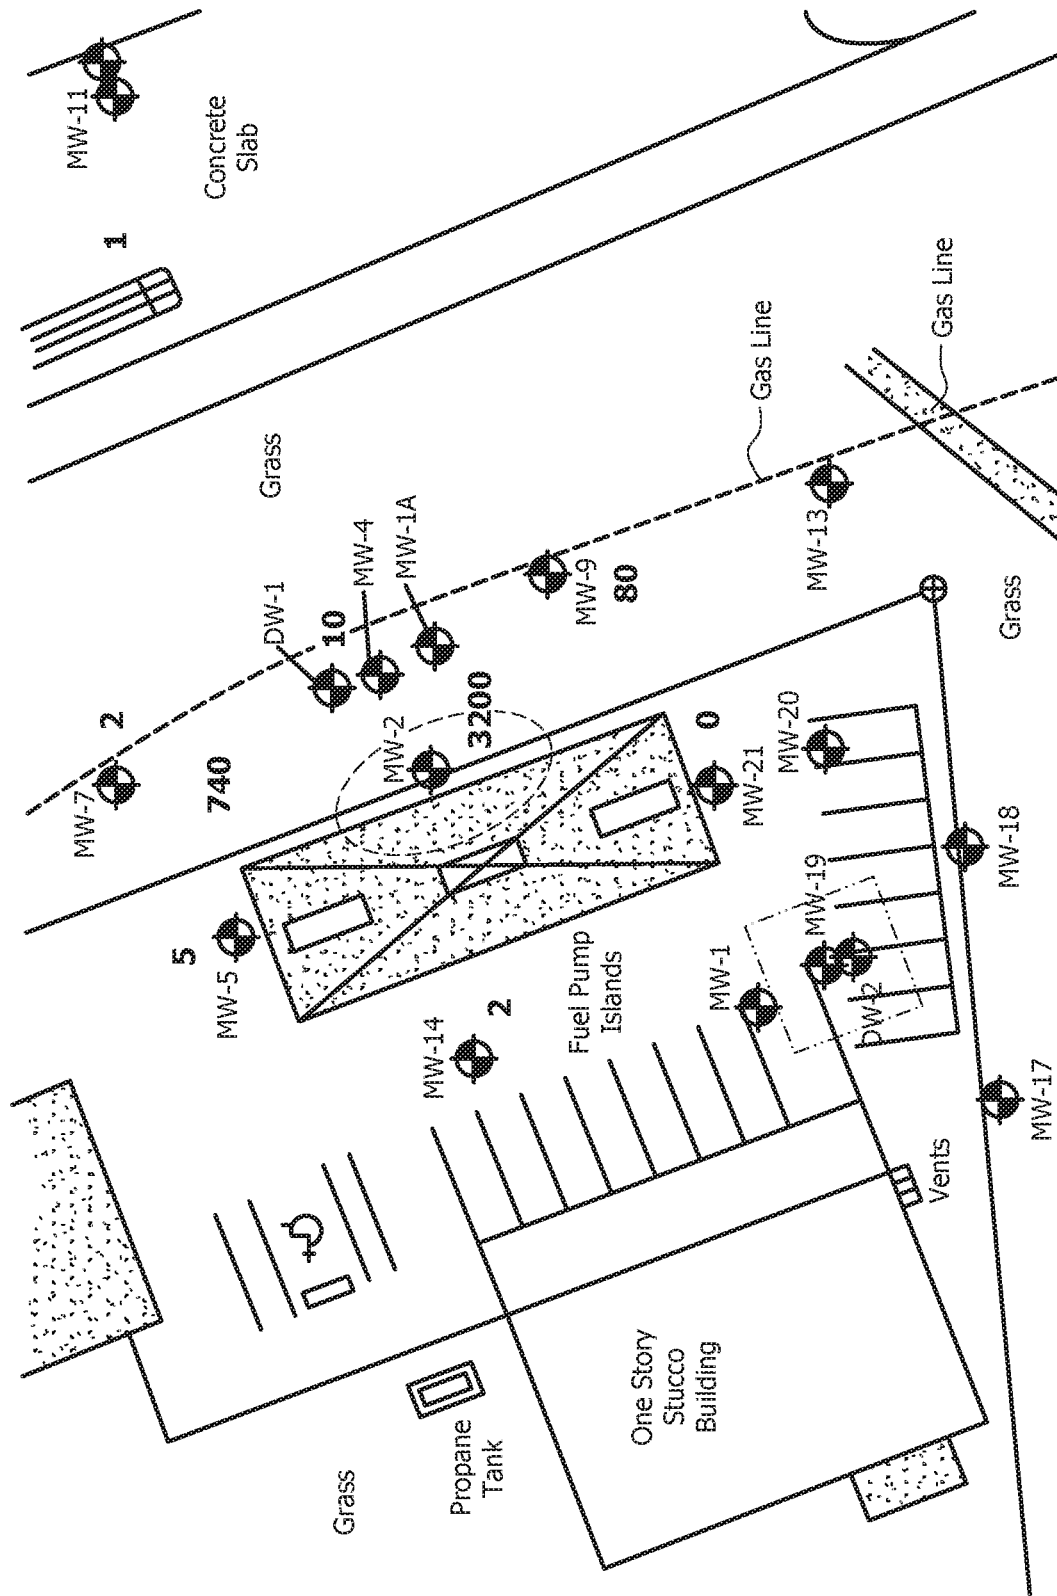 MW-11
Concrete
Slab
1
Gas Line
Gas Line
Grass
DW-1
10
MW-4
MW-1A
MW-9
80
MW-13
Grass
MW-7
2
740
MW-2
3200
0
MW-21
MW-20
MW-5
5
MW-14
2
Fuel Pump
Islands
MW-1
MW-19
DW-2
MW-18
MW-17
Vents
One Story
Stucco
Building
Propane
Tank
Grass